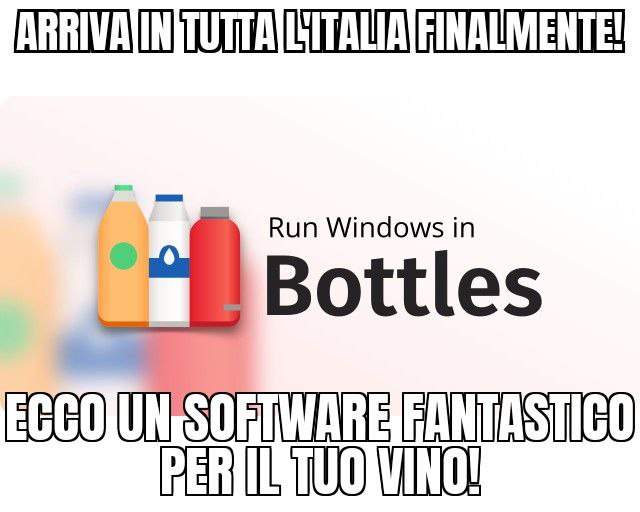 ARRIVA IN TUTTA L'ITALIA FINALMENTE!
Run Windows in
Bottles
ECCO UN SOFTWARE FANTASTICO
PER IL TUO VINO!